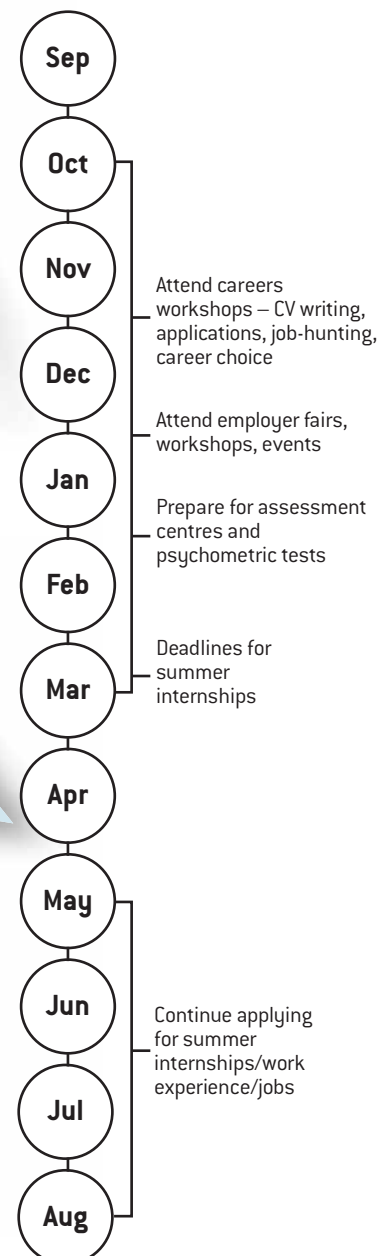 Sep
Oct
Nov
Attend careers
workshops – CV writing,
applications, job-hunting,
career choice
Dec
Attend employer fairs,
workshops, events
Jan
Prepare for assessment
centres and
psychometric tests
Feb
Deadlines for
summer
internships
Mar
Apr
May
Jun
Continue applying
for summer
internships/work
experience/jobs
Jul
Aug